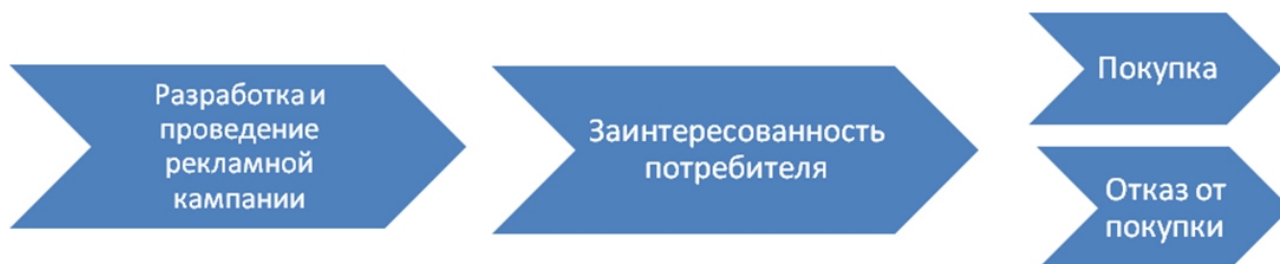 Разработка и
проведение
рекламной
кампании
Заинтересованность
потребителя
Покупка
Отказ от
покупки